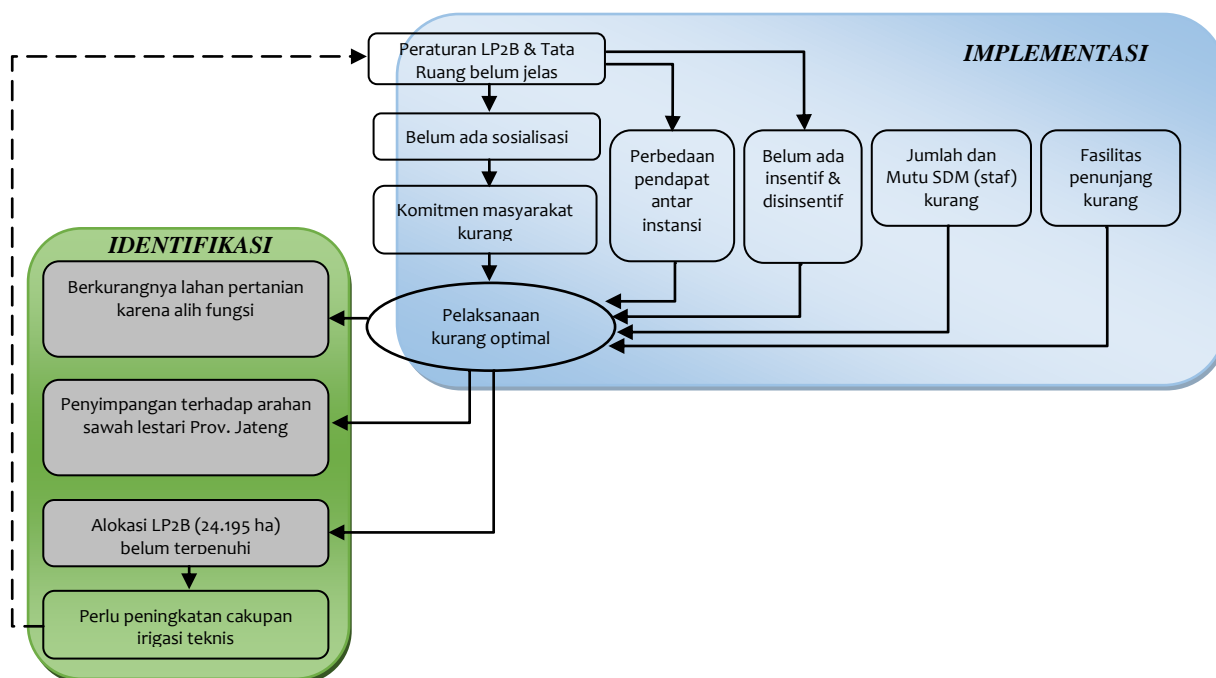 IMPLEMENTASI
Peraturan LP2B & Tata
Ruang belum jelas
Belum ada sosialisasi
Komitmen masyarakat
kurang
Perbedaan
pendapat
antar
instansi
Belum ada
insentif &
disinsentif
Jumlah dan
Mutu SDM (staf)
kurang
Fasilitas
penunjang
kurang
Pelaksanaan
kurang optimal
IDENTIFIKASI
Berkurangnya lahan pertanian
karena alih fungsi
Penyimpangan terhadap arahan
sawah lestari Prov. Jateng
Alokasi LP2B (24.195 ha)
belum terpenuhi
Perlu peningkatan cakupan
irigasi teknis